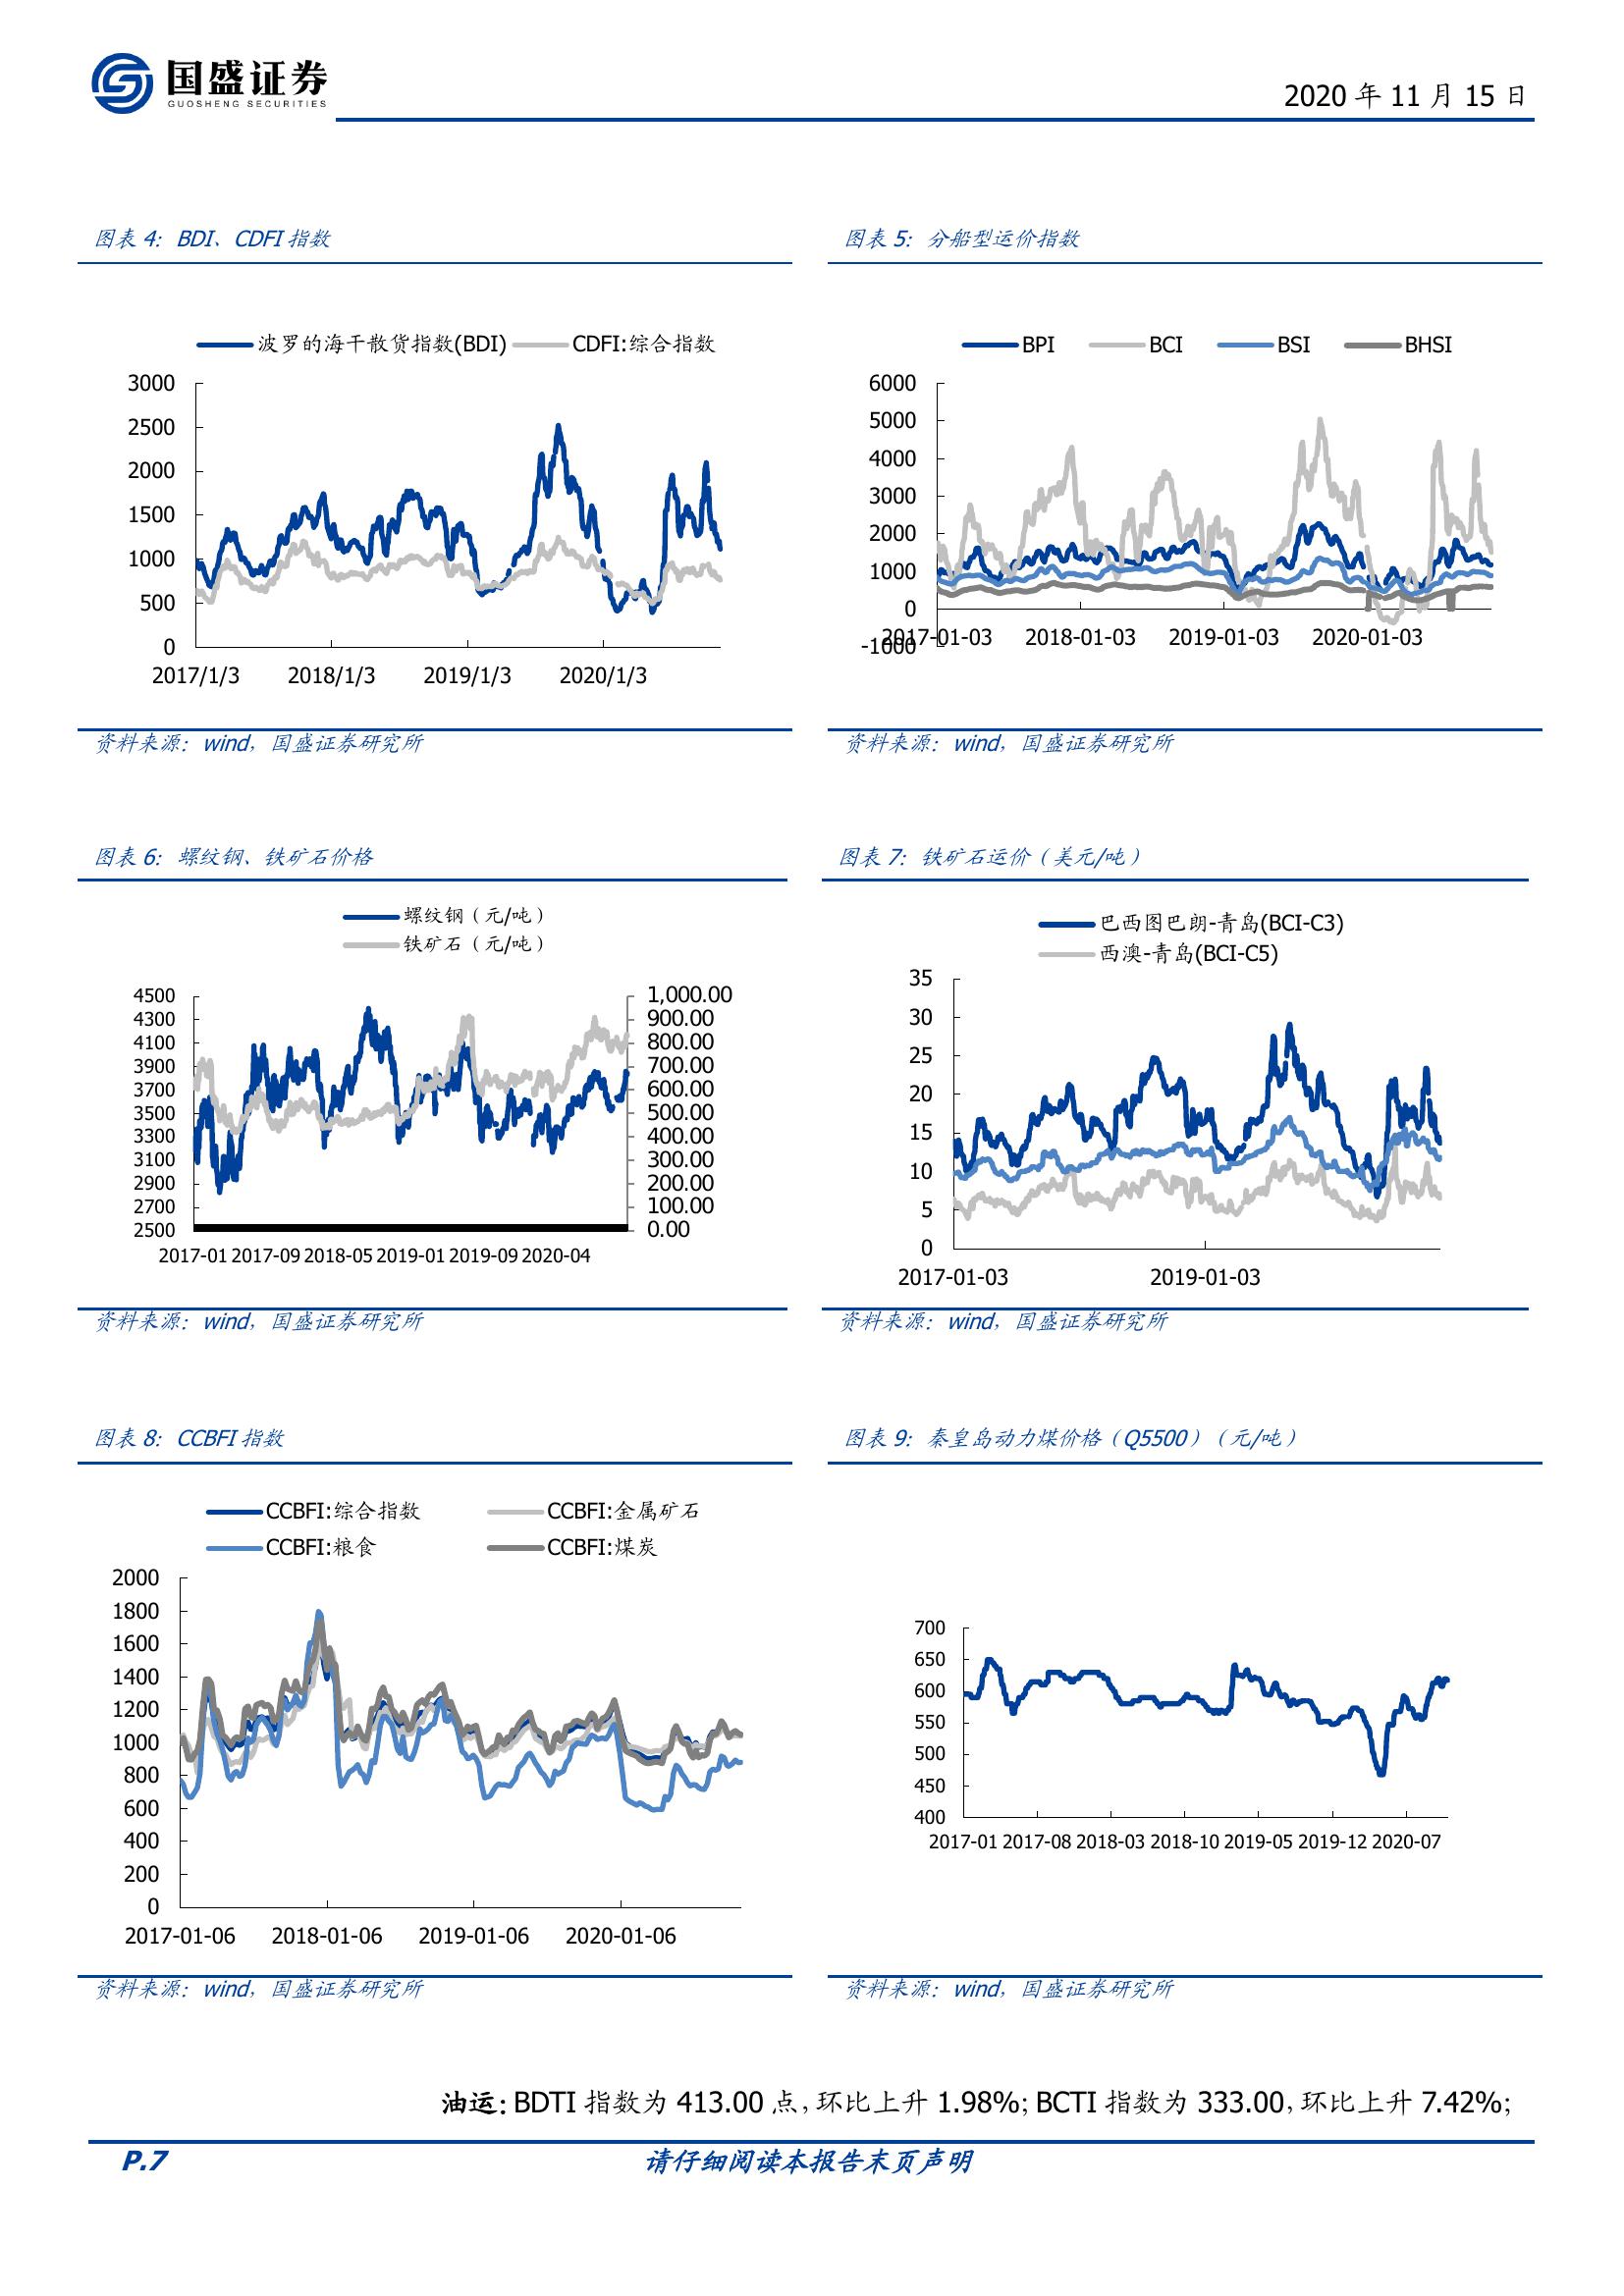 国盛证券
GUOSHENG SECURITIES
2020 年 11 月 15 日
图表 4: BDI、CDFI 指数
波罗的海干散货指数(BDI) CDFI:综合指数
3000
2500
2000
1500
1000
500
0
2017/1/3 2018/1/3 2019/1/3 2020/1/3
资料来源: wind, 国盛证券研究所
图表 5: 分船型运价指数
BPI BCI BSI BHSI
6000
5000
4000
3000
2000
1000
0
-1000
2017-01-03 2018-01-03 2019-01-03 2020-01-03
资料来源: wind, 国盛证券研究所
图表 6: 螺纹钢、铁矿石价格
螺纹钢（元/吨）
铁矿石（元/吨）
4500 1,000.00
4300 900.00
4100 800.00
3900 700.00
3700 600.00
3500 500.00
3300 400.00
3100 300.00
2900 200.00
2700 100.00
2500 0.00
2017-01 2017-09 2018-05 2019-01 2019-09 2020-04
资料来源: wind, 国盛证券研究所
图表 7: 铁矿石运价（美元/吨）
巴西图巴朗-青岛(BCI-C3)
西澳-青岛(BCI-C5)
35
30
25
20
15
10
5
0
2017-01-03 2019-01-03
资料来源: wind, 国盛证券研究所
图表 8: CCBFI 指数
CCBFI:综合指数 CCBFI:金属矿石
CCBFI:粮食 CCBFI:煤炭
2000
1800
1600
1400
1200
1000
800
600
400
200
0
2017-01-06 2018-01-06 2019-01-06 2020-01-06
资料来源: wind, 国盛证券研究所
图表 9: 秦皇岛动力煤价格（Q5500）（元/吨）
700
650
600
550
500
450
400
2017-01 2017-08 2018-03 2018-10 2019-05 2019-12 2020-07
资料来源: wind, 国盛证券研究所
油运: BDTI 指数为 413.00 点, 环比上升 1.98%; BCTI 指数为 333.00, 环比上升 7.42%;
P.7 请仔细阅读本报告末页声明